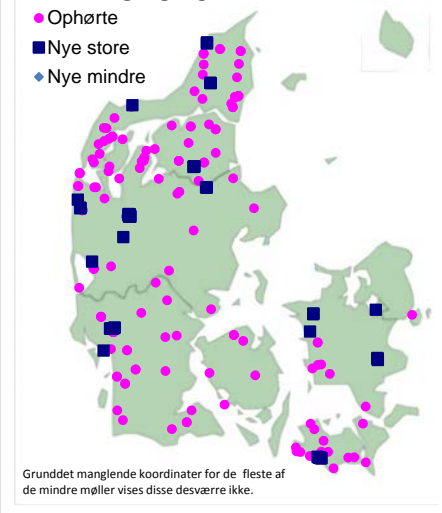 Ophørte
Nye store
Nye mindre
Grunddet manglende koordinater for de fleste af
de mindre møller vises disse desværre ikke.